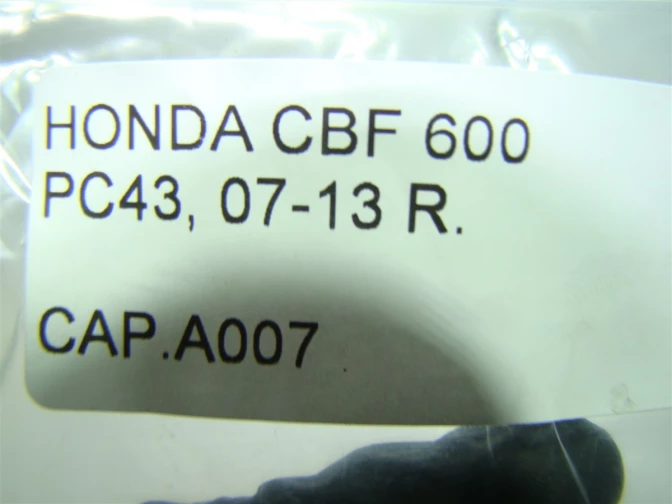 HONDA CBF 600
PC43, 07-13 R.
CAP.A007